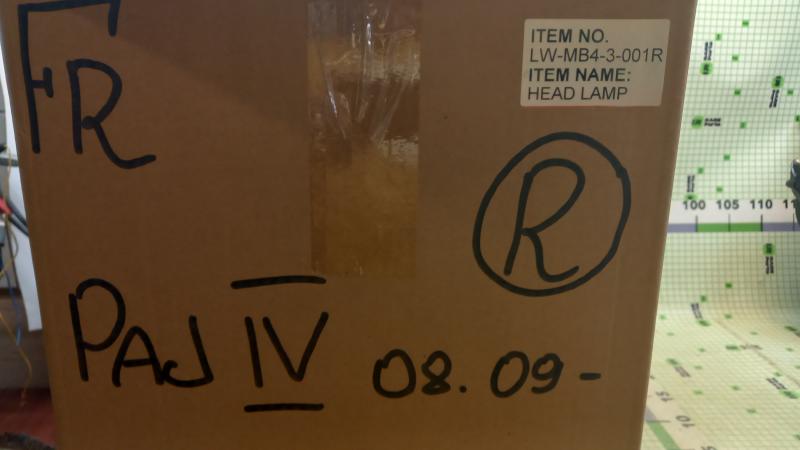 FR
ITEM NO.
LW-MB4-3-001R
ITEM NAME:
HEAD LAMP
R
PAJ IV 08.09-
100 105 110